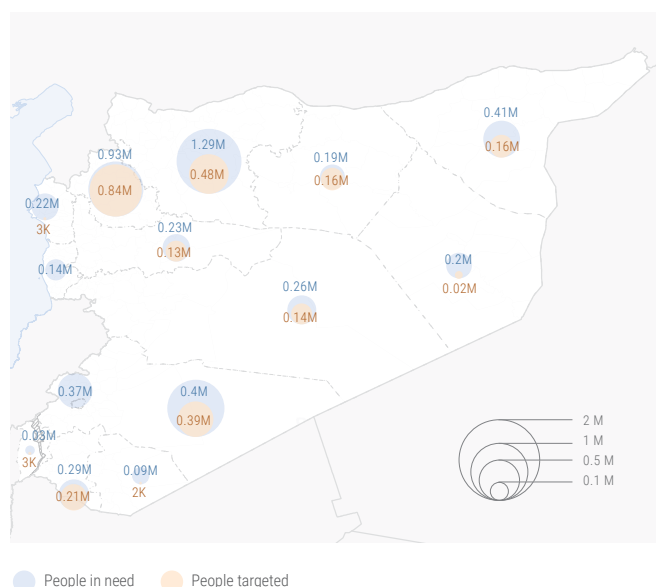 0.41M
1.29M
0.16M
0.93M
0.19M
0.48M
0.16M
0.84M
0.22M
3K
0.23M
0.13M
0.14M
0.2M
0.02M
0.26M
0.14M
0.37M
0.4M
0.39M
2 M
1 M
0.5 M
0.1 M
0.03M
3K
0.29M
0.09M
0.21M
2K
People in need
People targeted